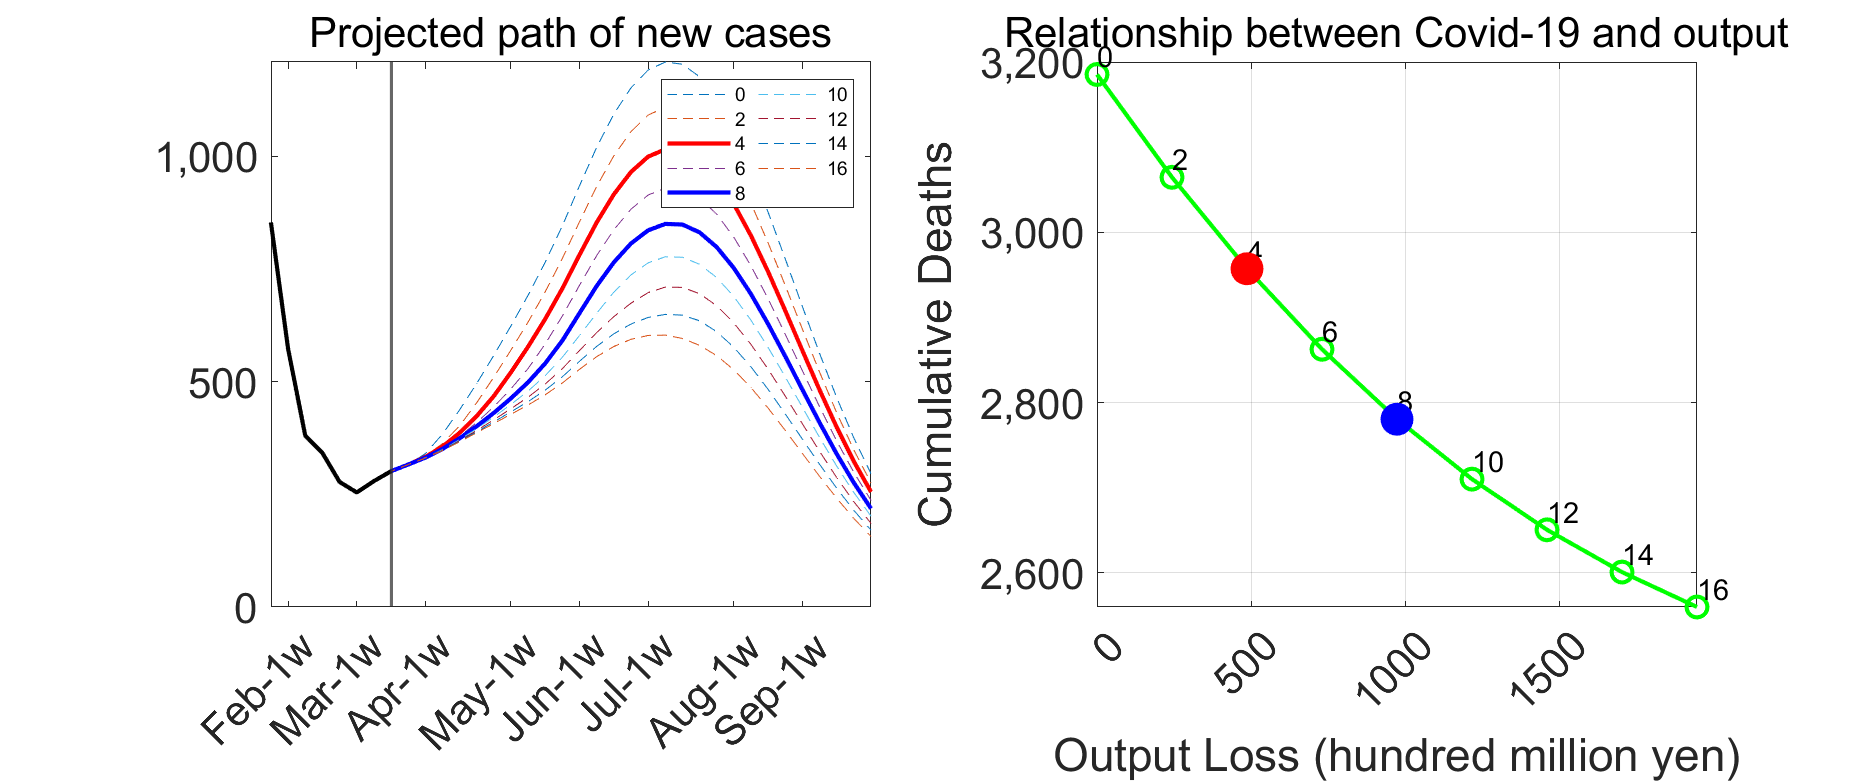 Projected path of new cases
1,000
500
0
Feb-1w
Mar-1w
Apr-1w
May-1w
Jun-1w
Jul-1w
Aug-1w
Sep-1w
0
2
4
6
8
10
12
14
16
Relationship between Covid-19 and output
Cumulative Deaths
3,200
3,000
2,800
2,600
0
2
4
6
8
10
12
14
16
0
500
1000
1500
Output Loss (hundred million yen)